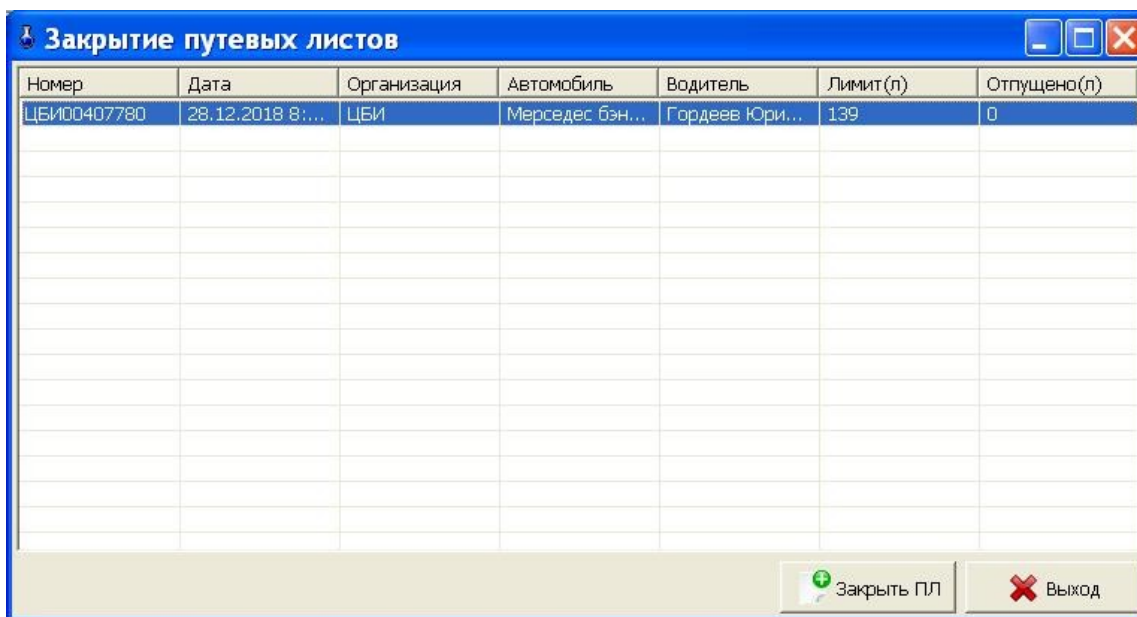 Закрытие путевых листов
Номер Дата Организация Автомобиль Водитель Лимит(л) Отпущено(л)
ЦБИ00407780 28.12.2018 8:... ЦБИ Мерседес бэн... Гордеев Юри... 139 0
Закрыть ПЛ Выход